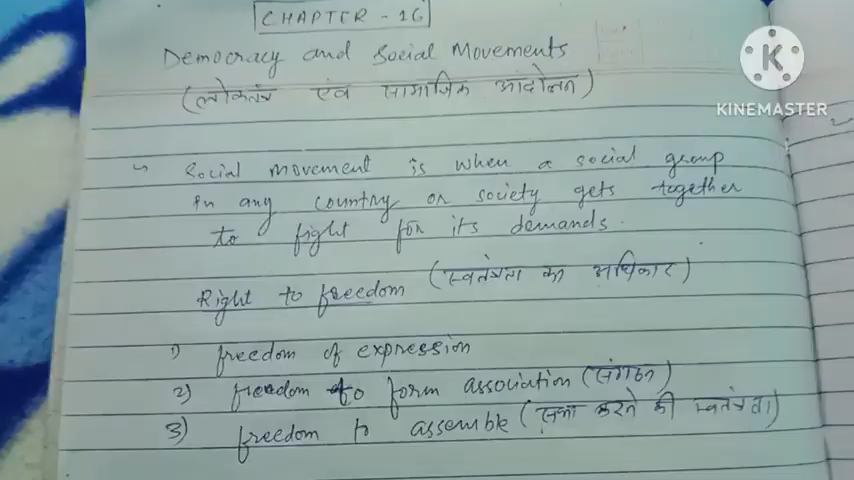 CHAPTER - 16
Democracy and Social Movements
(लोकतंत्र एंव सामाजिक आंदोलन)
K
KINEMASTER
↳ Social movement is when a social group
in any country or society gets together
to fight for its demands.
Right to freedom (स्वतंत्रता का अधिकार)
1) freedom of expression
2) freedom to form association (संगठन)
3) freedom to assemble (सभा करने की स्वतंत्रता)